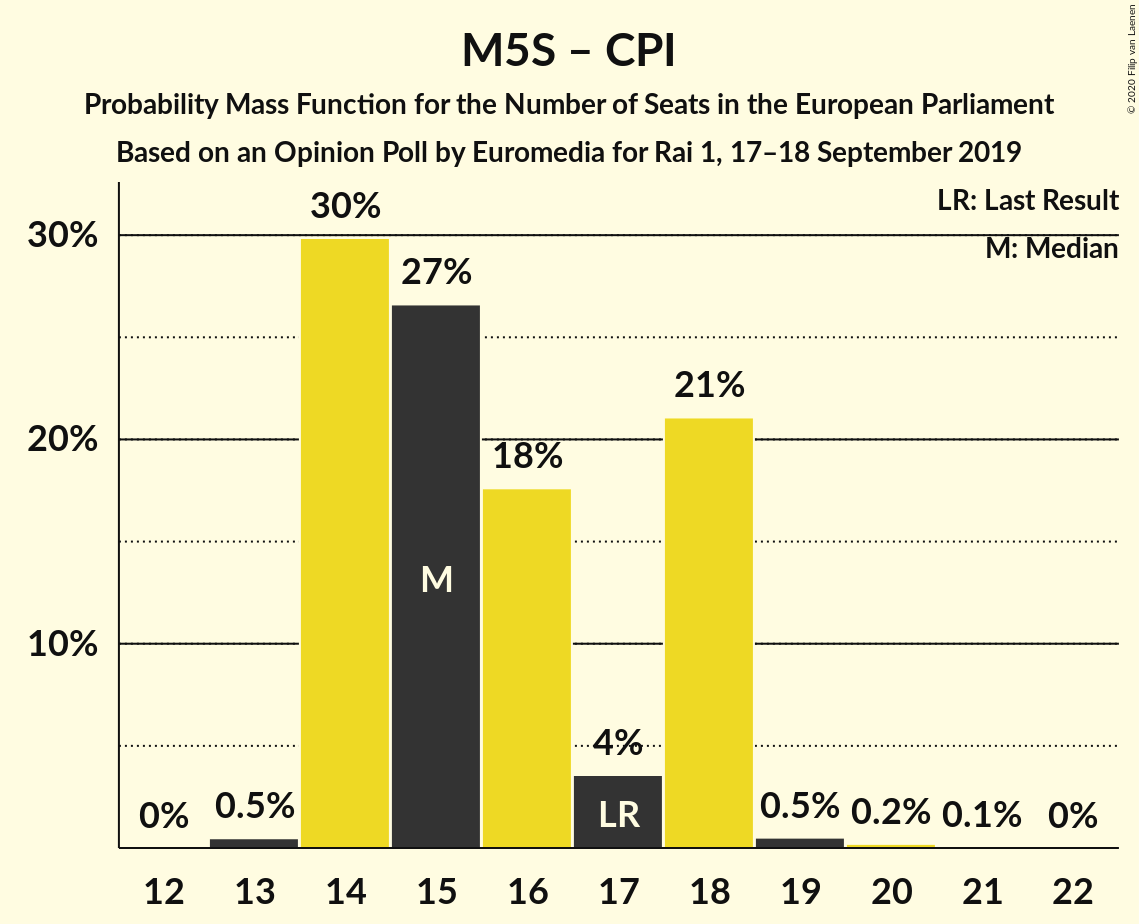 M5S – CPI
Probability Mass Function for the Number of Seats in the European Parliament
Based on an Opinion Poll by Euromedia for Rai 1, 17–18 September 2019
© 2020 Filip van Laenen
LR: Last Result
M: Median
30%
20%
10%
0%
0.5%
30%
27%
18%
4%
21%
0.5%
0.2%
0.1%
0%
M
LR
12 13 14 15 16 17 18 19 20 21 22